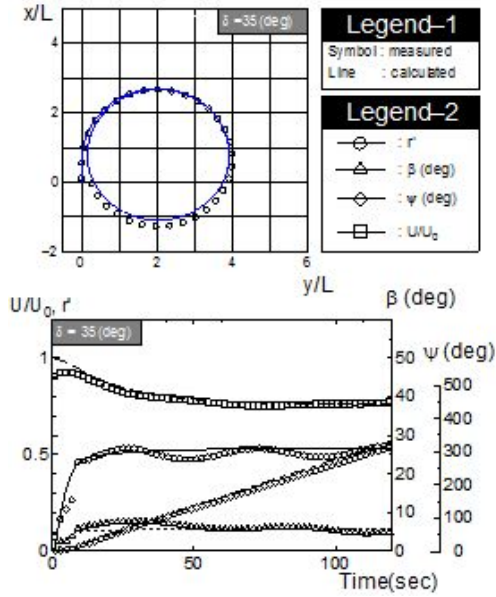 x/L
δ =35 (deg)
4
2
0
−2
0
2
4
6
y/L
Legend–1
Symbol : measured
Line : calculated
Legend–2
: r'
: β (deg)
: ψ (deg)
: U/U₀
U/U₀, r'
β (deg)
δ = 35 (deg)
ψ (deg)
1
0.5
0
50
40
30
20
10
0
500
400
300
200
100
0
0
50
100
Time(sec)